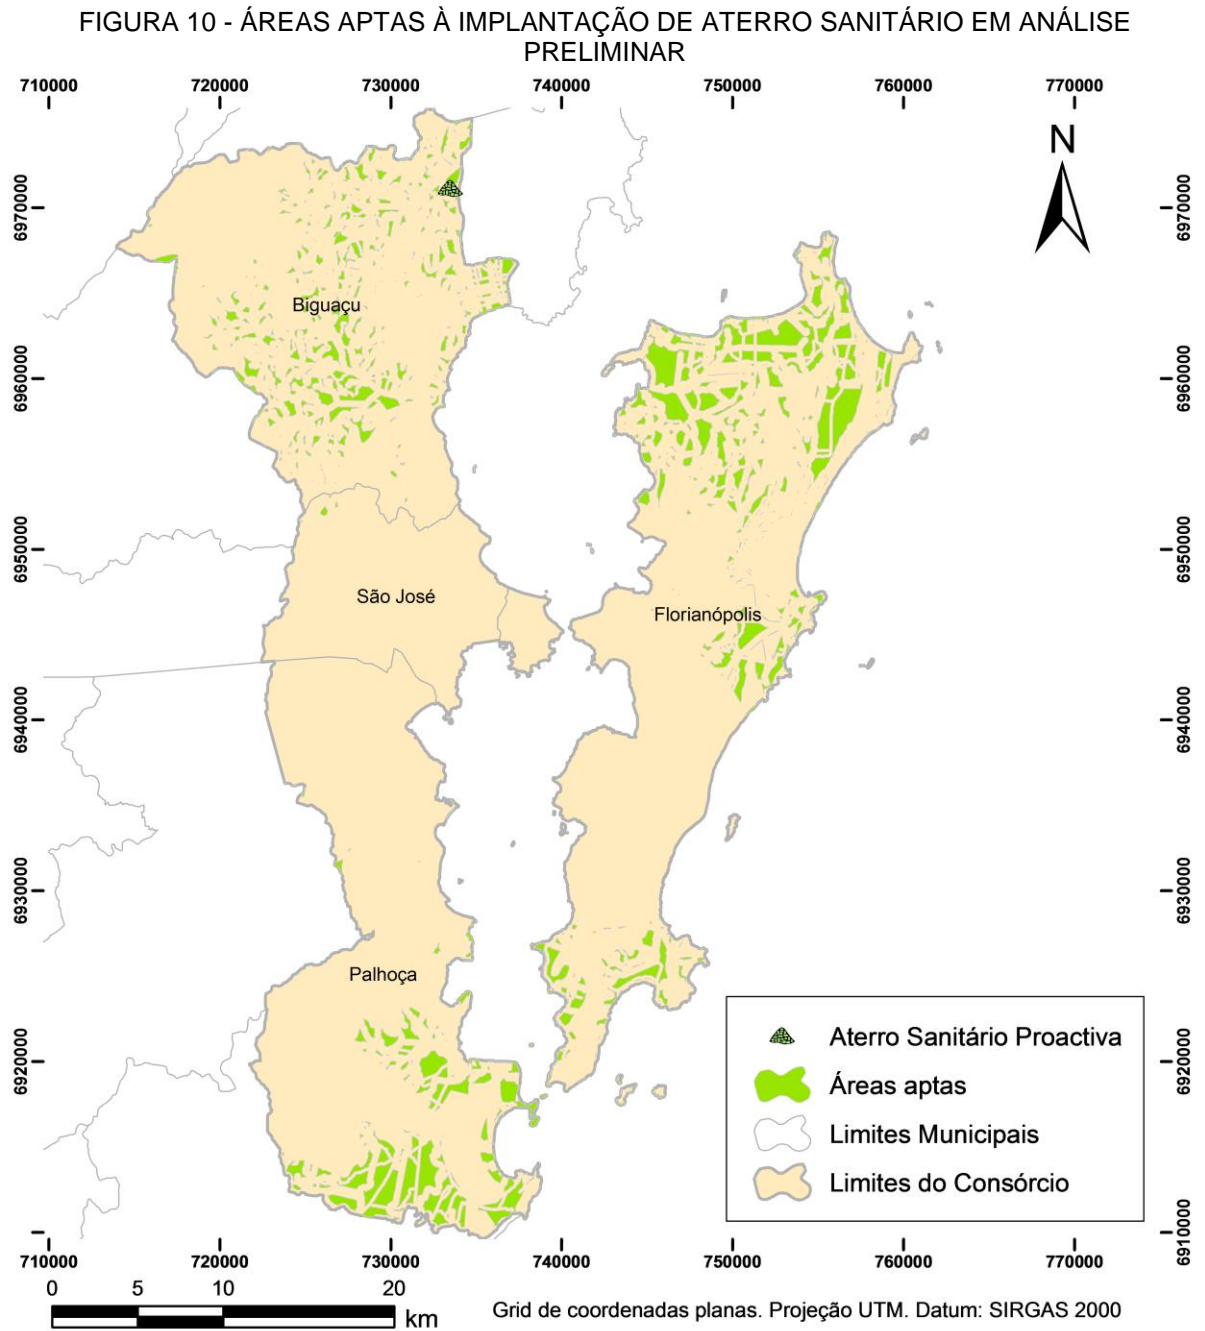 FIGURA 10 - ÁREAS APTAS À IMPLANTAÇÃO DE ATERRO SANITÁRIO EM ANÁLISE
PRELIMINAR
710000 720000 730000 740000 750000 760000 770000
N
6970000 6970000
Biguaçu
6960000 6960000
6950000 6950000
São José
Florianópolis
6940000 6940000
6930000 6930000
Palhoça
6920000 6920000
Aterro Sanitário Proactiva
Áreas aptas
Limites Municipais
Limites do Consórcio
6910000
710000 720000 730000 740000 750000 760000 770000
0 5 10 20
km
Grid de coordenadas planas. Projeção UTM. Datum: SIRGAS 2000